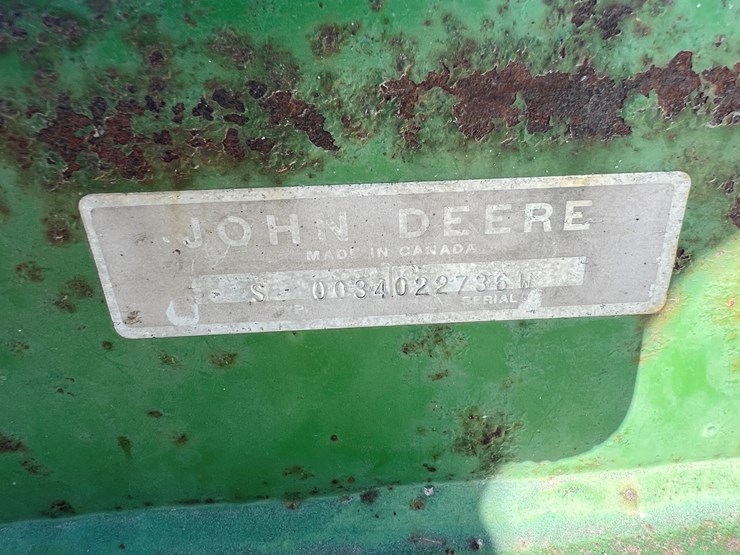 JOHN DEERE
MADE IN CANADA
S 0034022736W
SERIAL